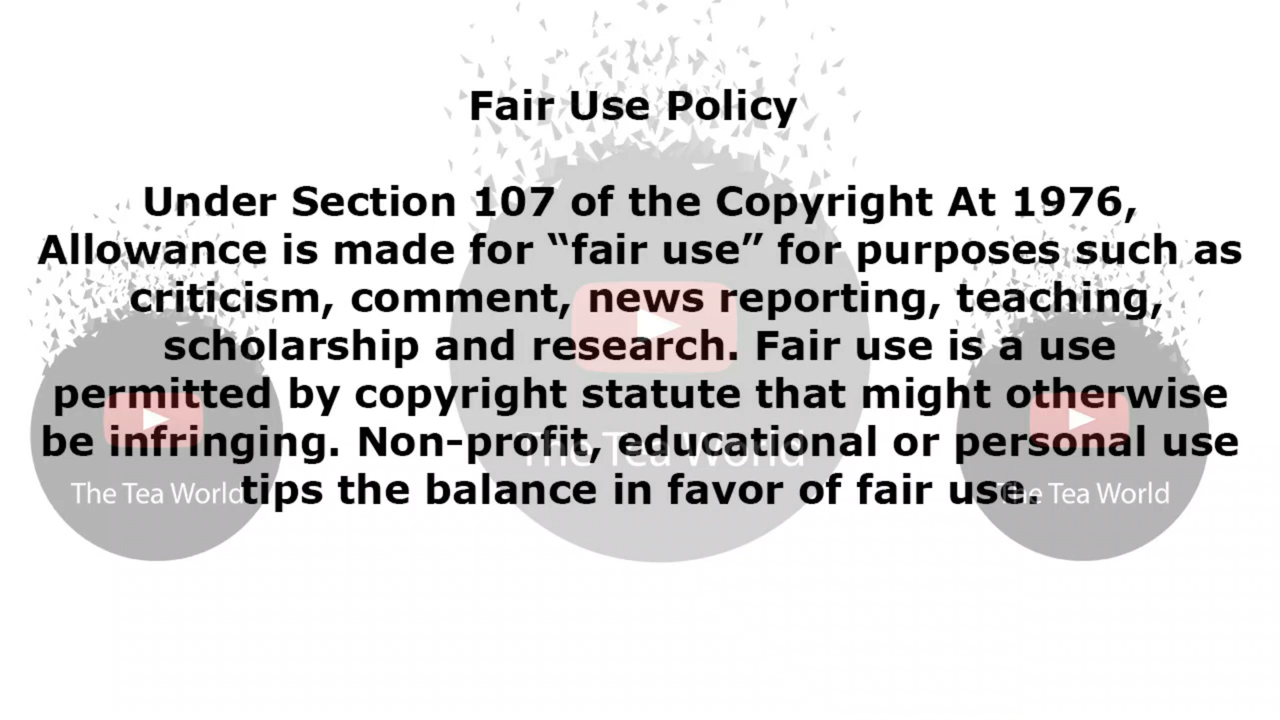 Fair Use Policy
Under Section 107 of the Copyright At 1976,
Allowance is made for “fair use” for purposes such as
criticism, comment, news reporting, teaching,
scholarship and research. Fair use is a use
permitted by copyright statute that might otherwise
be infringing. Non-profit, educational or personal use
tips the balance in favor of fair use.
The Tea World
The Tea World
The Tea World